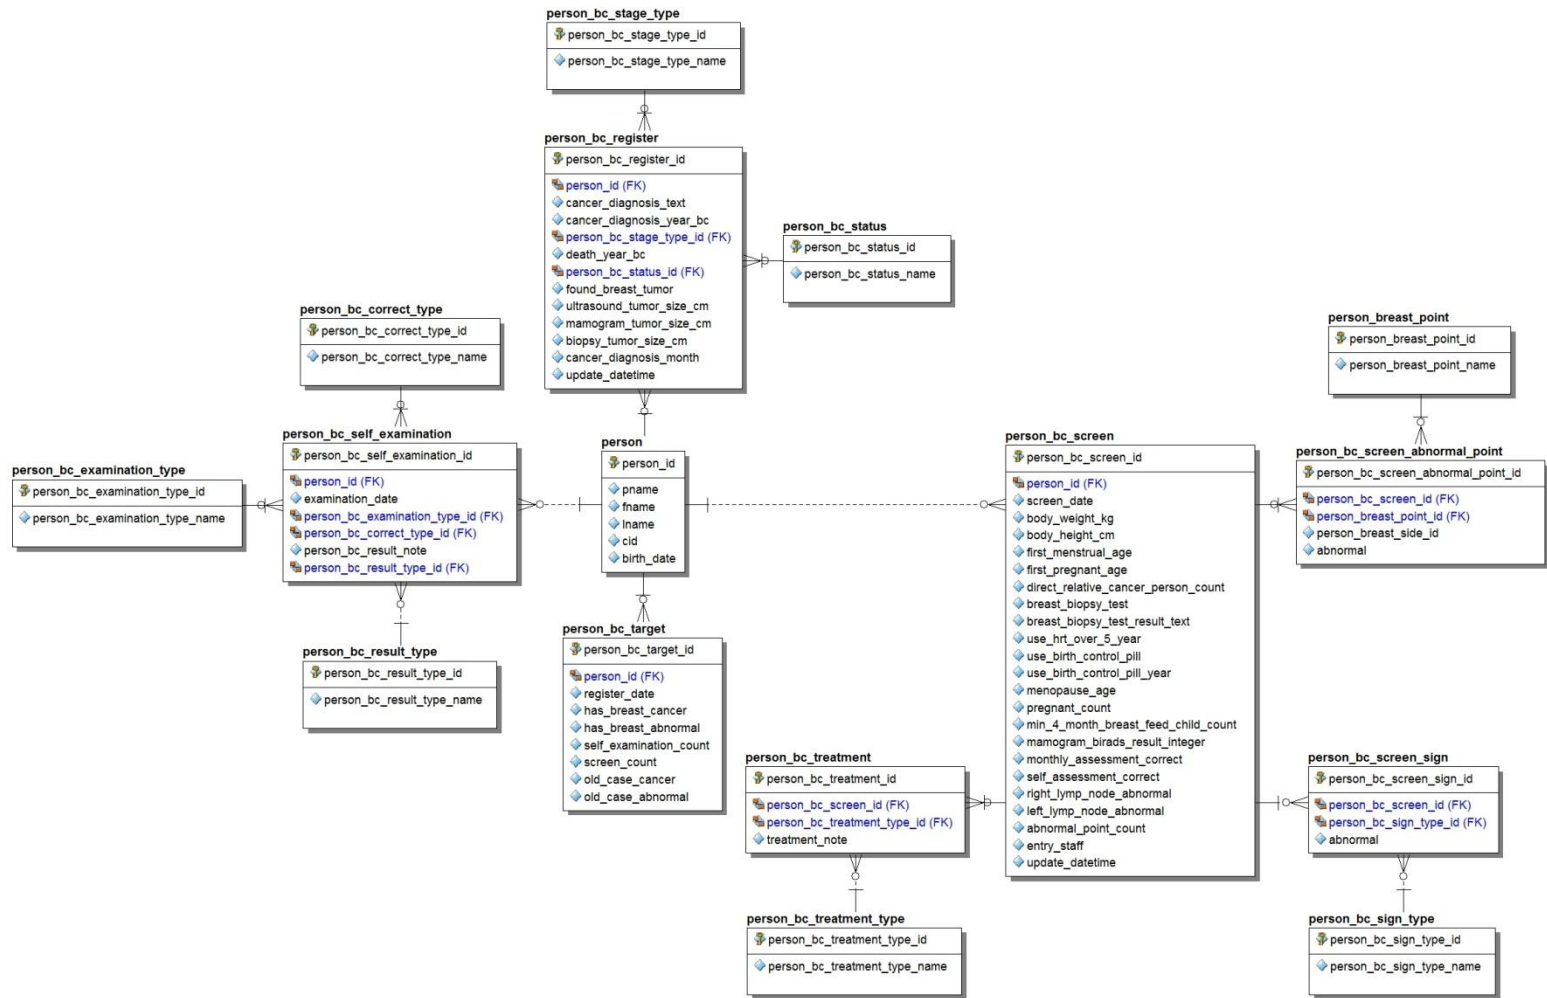 person_bc_stage_type
person_bc_stage_type_id
person_bc_stage_type_name
person_bc_register
person_bc_register_id
person_id (FK)
cancer_diagnosis_text
cancer_diagnosis_year_bc
person_bc_stage_type_id (FK)
death_year_bc
person_bc_status_id (FK)
found_breast_tumor
ultrasound_tumor_size_cm
mamogram_tumor_size_cm
biopsy_tumor_size_cm
cancer_diagnosis_month
update_datetime
person_bc_status
person_bc_status_id
person_bc_status_name
person_bc_correct_type
person_bc_correct_type_id
person_bc_correct_type_name
person_breast_point
person_breast_point_id
person_breast_point_name
person_bc_examination_type
person_bc_examination_type_id
person_bc_examination_type_name
person_bc_self_examination
person_bc_self_examination_id
person_id (FK)
examination_date
person_bc_examination_type_id (FK)
person_bc_correct_type_id (FK)
person_bc_result_note
person_bc_result_type_id (FK)
person
person_id
pname
fname
lname
cid
birth_date
person_bc_screen
person_bc_screen_id
person_id (FK)
screen_date
body_weight_kg
body_height_cm
first_menstrual_age
first_pregnant_age
direct_relative_cancer_person_count
breast_biopsy_test
breast_biopsy_test_result_text
use_hrt_over_5_year
use_birth_control_pill
use_birth_control_pill_year
menopause_age
pregnant_count
min_4_month_breast_feed_child_count
mamogram_birads_result_integer
monthly_assessment_correct
self_assessment_correct
right_lymp_node_abnormal
left_lymp_node_abnormal
abnormal_point_count
entry_staff
update_datetime
person_bc_screen_abnormal_point
person_bc_screen_abnormal_point_id
person_bc_screen_id (FK)
person_breast_point_id (FK)
person_breast_side_id
abnormal
person_bc_result_type
person_bc_result_type_id
person_bc_result_type_name
person_bc_target
person_bc_target_id
person_id (FK)
register_date
has_breast_cancer
has_breast_abnormal
self_examination_count
screen_count
old_case_cancer
old_case_abnormal
person_bc_treatment
person_bc_treatment_id
person_bc_screen_id (FK)
person_bc_treatment_type_id (FK)
treatment_note
person_bc_screen_sign
person_bc_screen_sign_id
person_bc_screen_id (FK)
person_bc_sign_type_id (FK)
abnormal
person_bc_treatment_type
person_bc_treatment_type_id
person_bc_treatment_type_name
person_bc_sign_type
person_bc_sign_type_id
person_bc_sign_type_name